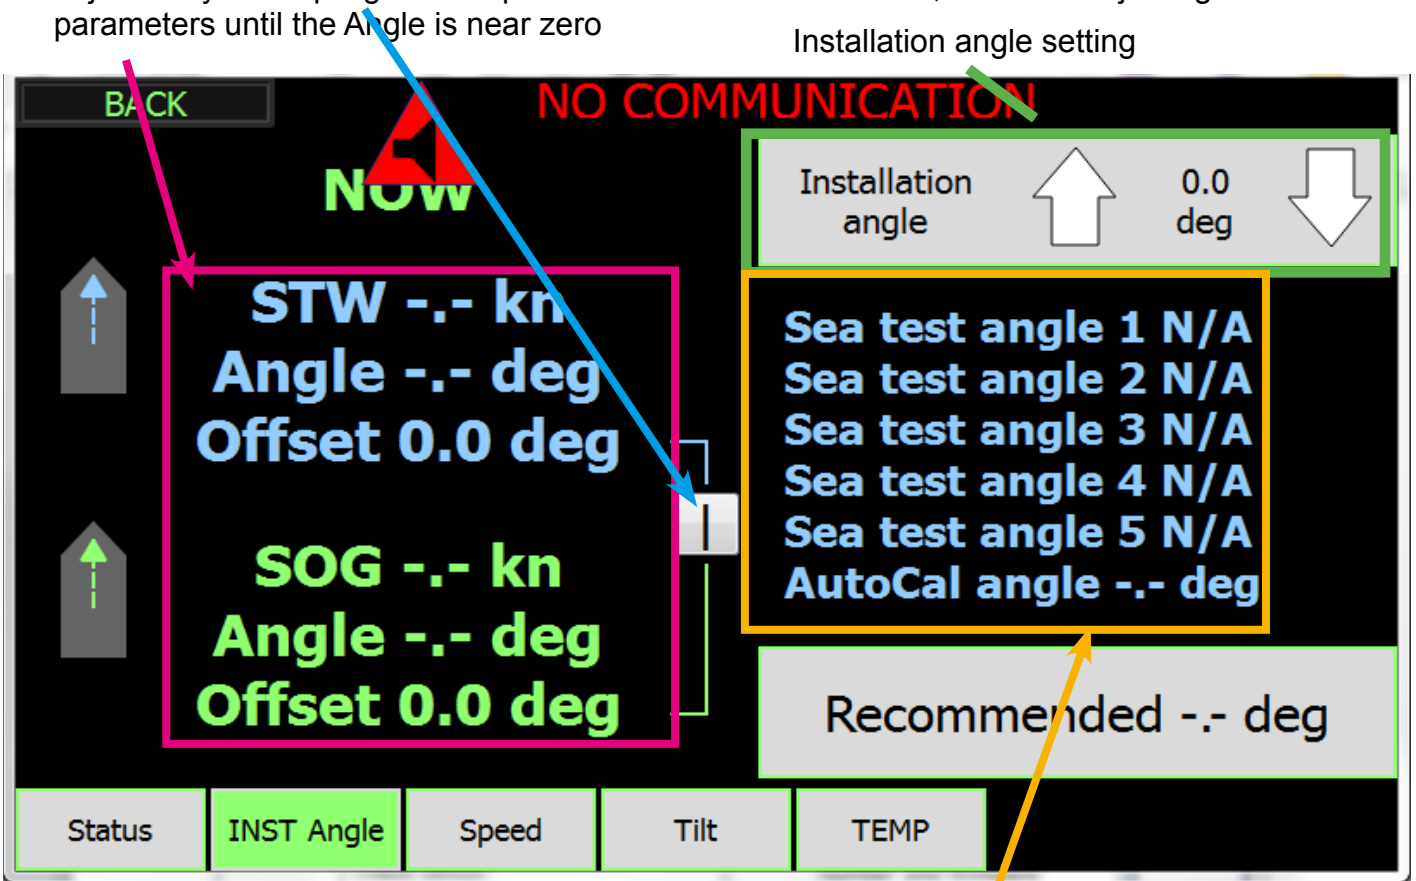 parameters until the Angle is near zero
Installation angle setting
BACK
NO COMMUNICATION
NOW
Installation
angle
0.0
deg
STW -.- kn
Angle -.- deg
Offset 0.0 deg
SOG -.- kn
Angle -.- deg
Offset 0.0 deg
Sea test angle 1 N/A
Sea test angle 2 N/A
Sea test angle 3 N/A
Sea test angle 4 N/A
Sea test angle 5 N/A
AutoCal angle -.- deg
Recommended -.- deg
Status
INST Angle
Speed
Tilt
TEMP